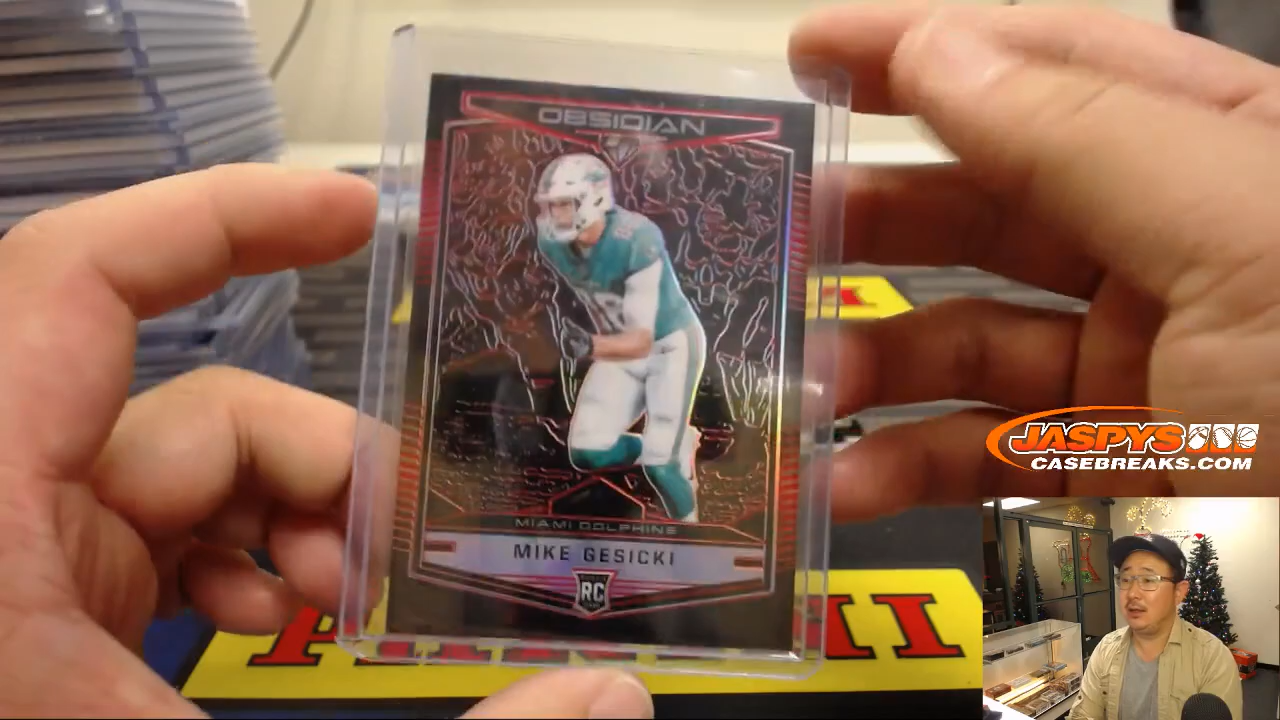 OBSIDIAN
MIAMI DOLPHINS
MIKE GESICKI
RC
JASPYS
CASEBREAKS.COM